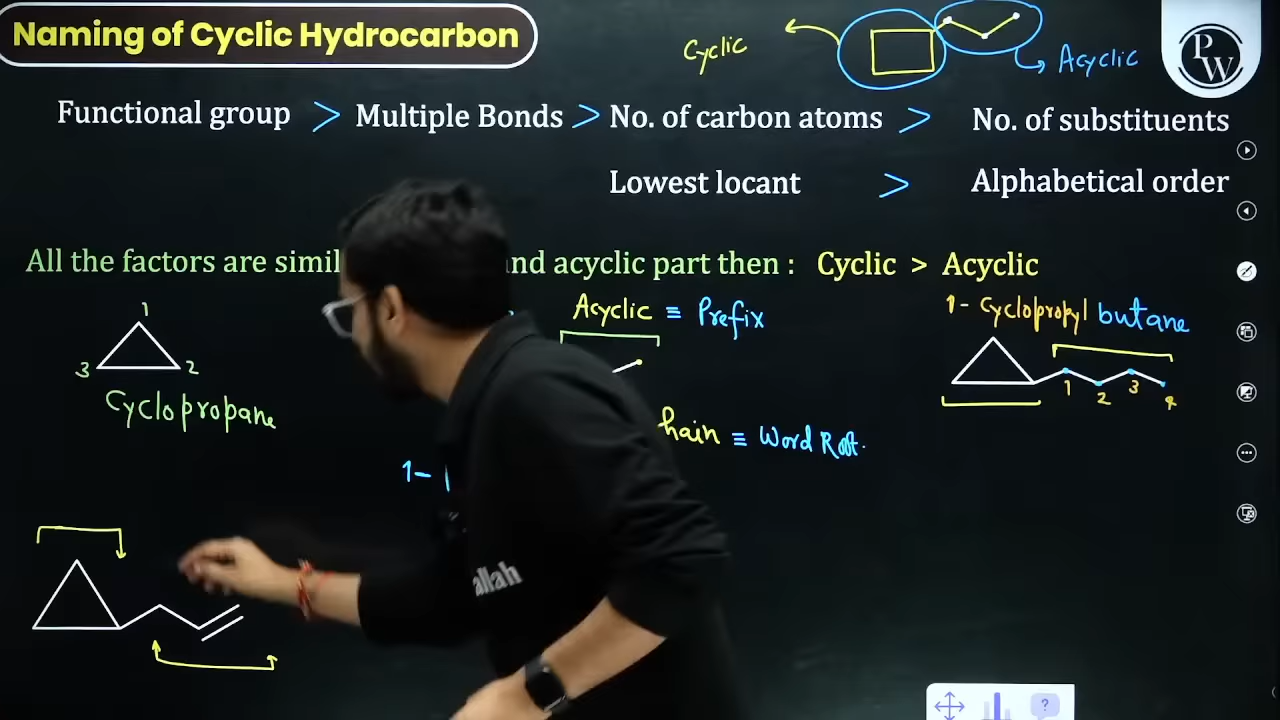 Naming of Cyclic Hydrocarbon
Cyclic
Acyclic
PW
Functional group > Multiple Bonds > No. of carbon atoms > No. of substituents
Lowest locant > Alphabetical order
All the factors are simil nd acyclic part then : Cyclic > Acyclic
1
3 2
Cyclopropane
Acyclic ≡ Prefix
hain ≡ Word Root.
1-
1- Cyclopropyl butane
1 2 3 4
allah
?